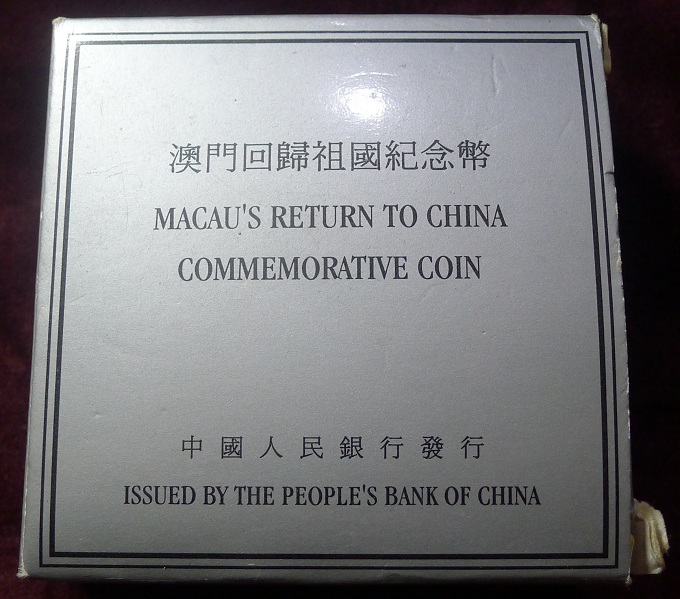 澳門回歸祖國紀念幣
MACAU'S RETURN TO CHINA
COMMEMORATIVE COIN
中國人民銀行發行
ISSUED BY THE PEOPLE'S BANK OF CHINA